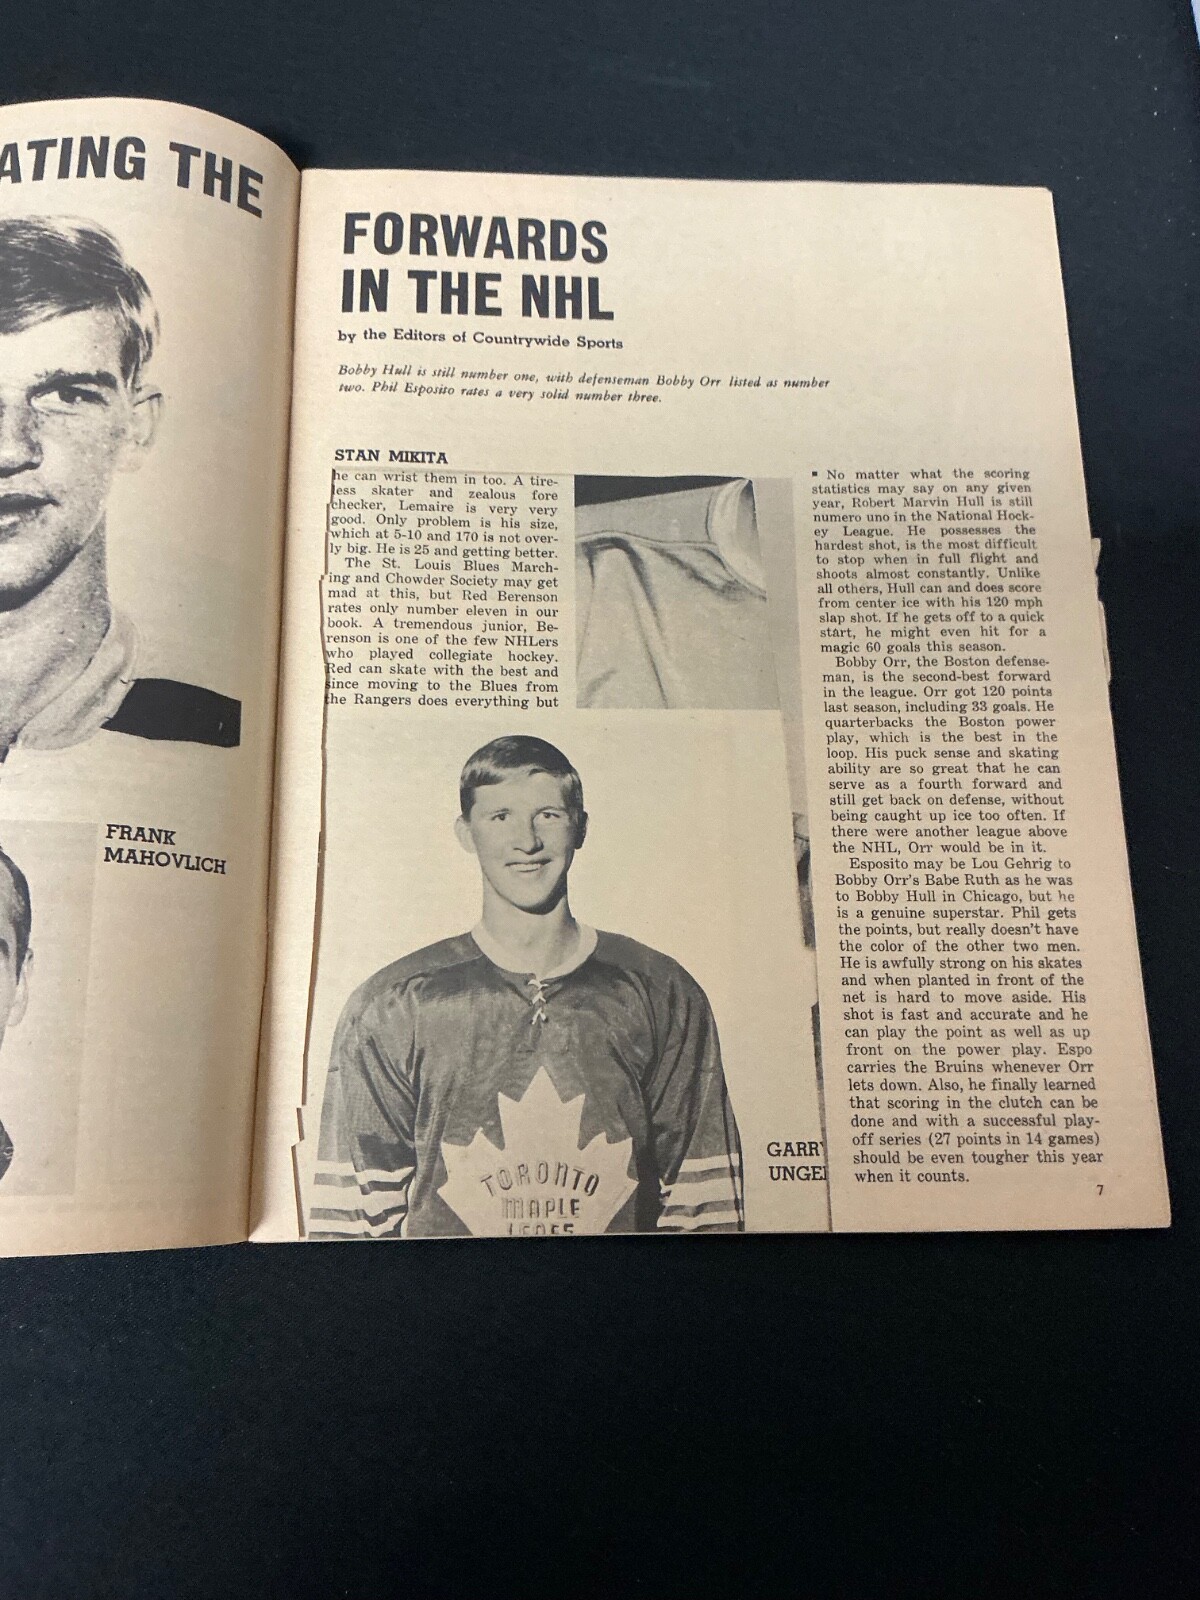 ATING THE
FRANK
MAHOVLICH
FORWARDS
IN THE NHL
by the Editors of Countrywide Sports
Bobby Hull is still number one, with defenseman Bobby Orr listed as number
two. Phil Esposito rates a very solid number three.
STAN MIKITA
he can wrist them in too. A tire-
less skater and zealous fore
checker, Lemaire is very very
good. Only problem is his size,
which at 5-10 and 170 is not over-
ly big. He is 25 and getting better.
The St. Louis Blues March-
ing and Chowder Society may get
mad at this, but Red Berenson
rates only number eleven in our
book. A tremendous junior, Be-
renson is one of the few NHLers
who played collegiate hockey.
Red can skate with the best and
since moving to the Blues from
the Rangers does everything but
TORONTO
MAPLE
LEAFS
GARRY
UNGE
▪ No matter what the scoring
statistics may say on any given
year, Robert Marvin Hull is still
numero uno in the National Hock-
ey League. He possesses the
hardest shot, is the most difficult
to stop when in full flight and
shoots almost constantly. Unlike
all others, Hull can and does score
from center ice with his 120 mph
slap shot. If he gets off to a quick
start, he might even hit for a
magic 60 goals this season.
Bobby Orr, the Boston defense-
man, is the second-best forward
in the league. Orr got 120 points
last season, including 33 goals. He
quarterbacks the Boston power
play, which is the best in the
loop. His puck sense and skating
ability are so great that he can
serve as a fourth forward and
still get back on defense, without
being caught up ice too often. If
there were another league above
the NHL, Orr would be in it.
Esposito may be Lou Gehrig to
Bobby Orr's Babe Ruth as he was
to Bobby Hull in Chicago, but he
is a genuine superstar. Phil gets
the points, but really doesn't have
the color of the other two men.
He is awfully strong on his skates
and when planted in front of the
net is hard to move aside. His
shot is fast and accurate and he
can play the point as well as up
front on the power play. Espo
carries the Bruins whenever Orr
lets down. Also, he finally learned
that scoring in the clutch can be
done and with a successful play-
off series (27 points in 14 games)
should be even tougher this year
when it counts.
7